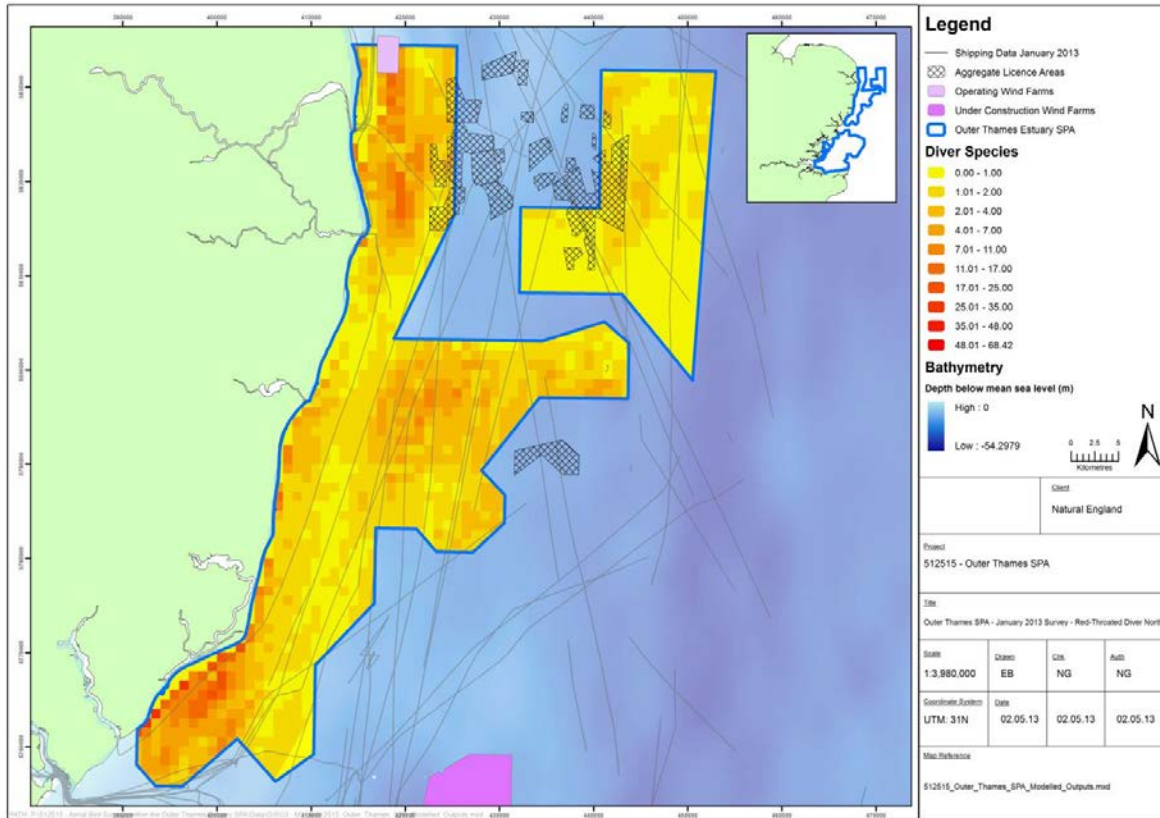 Legend
Shipping Data January 2013
Aggregate Licence Areas
Operating Wind Farms
Under Construction Wind Farms
Outer Thames Estuary SPA
Diver Species
0.00 - 1.00
1.01 - 2.00
2.01 - 4.00
4.01 - 7.00
7.01 - 11.00
11.01 - 17.00
17.01 - 25.00
25.01 - 35.00
35.01 - 48.00
48.01 - 68.42
Bathymetry
Depth below mean sea level (m)
High : 0
Low : -54.2979
N
0 2.5 5
Kilometres
Client
Natural England
Project
512515 - Outer Thames SPA
Title
Outer Thames SPA - January 2013 Survey - Red-Throated Diver North
Scale
1:3,980,000
Drawn
EB
Chk
NG
Auth
NG
Coordinate System
UTM: 31N
Date
02.05.13
02.05.13
02.05.13
Map Reference
512515_Outer_Thames_SPA_Modelled_Outputs.mxd